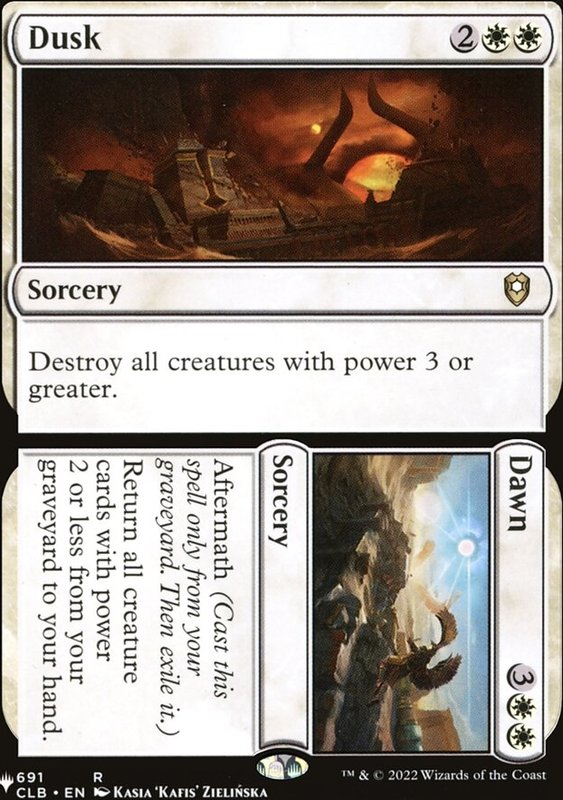 Dusk 2
Sorcery
Destroy all creatures with power 3 or
greater.
Dawn 3
Sorcery
Aftermath (Cast this
spell only from your
graveyard. Then exile it.)
Return all creature
cards with power
2 or less from your
graveyard to your hand.
691 R
CLB • EN Kasia 'Kafis' Zielińska
™ & © 2022 Wizards of the Coast